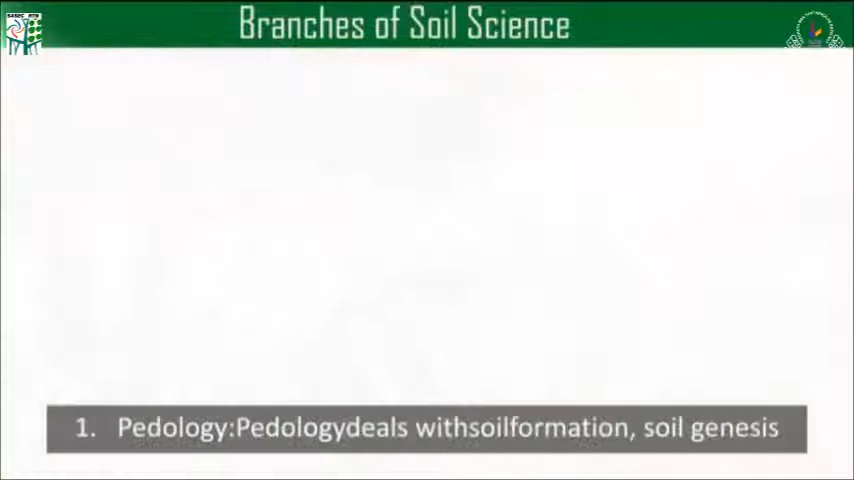 Branches of Soil Science
1. Pedology:Pedologydeals withsoilformation, soil genesis